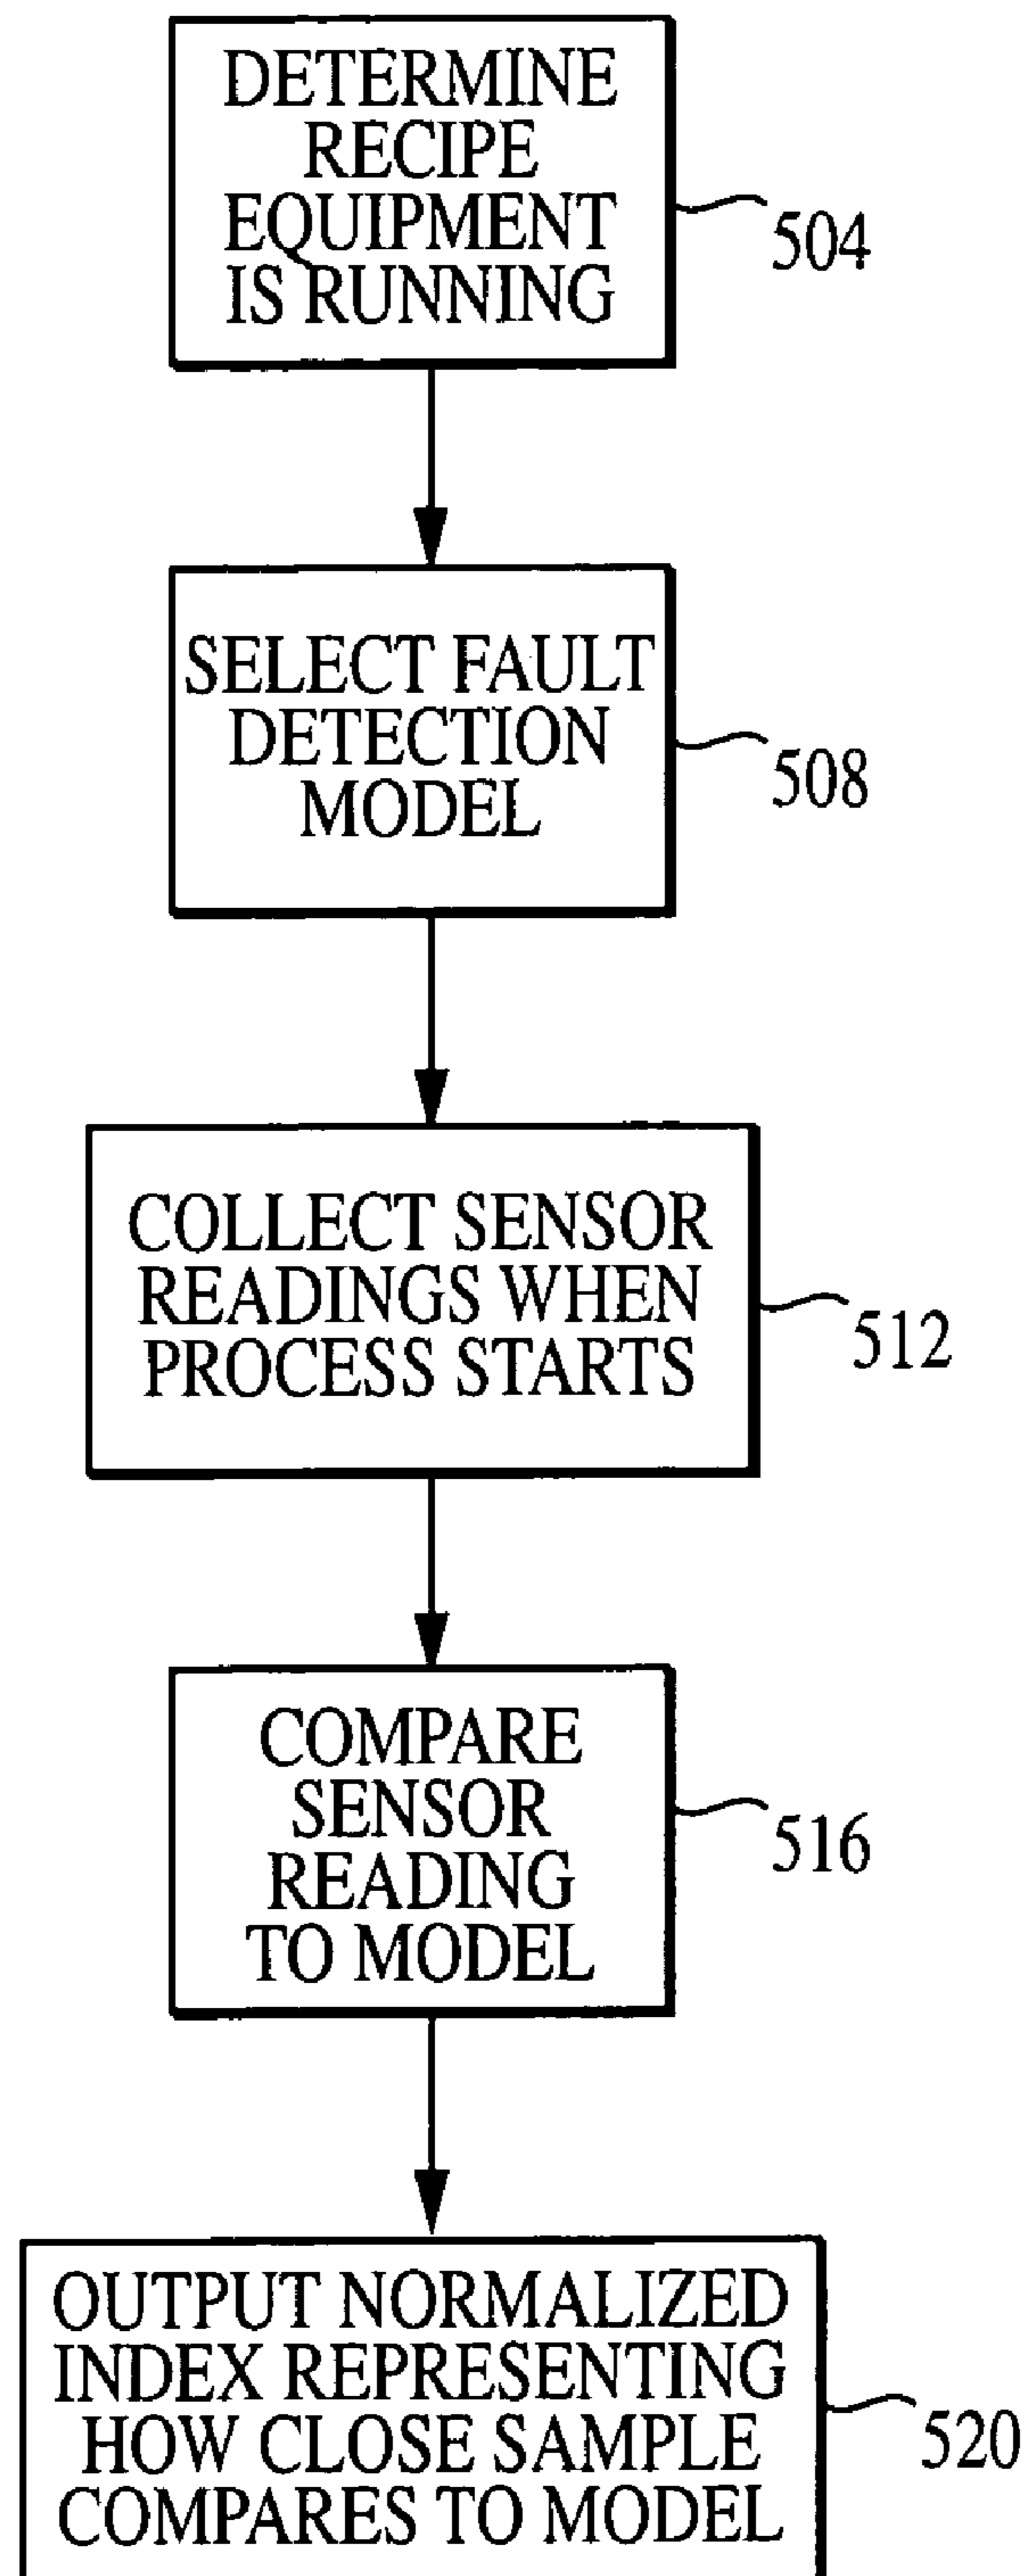 DETERMINE
RECIPE
EQUIPMENT
IS RUNNING
504
SELECT FAULT
DETECTION
MODEL
508
COLLECT SENSOR
READINGS WHEN
PROCESS STARTS
512
COMPARE
SENSOR
READING
TO MODEL
516
OUTPUT NORMALIZED
INDEX REPRESENTING
HOW CLOSE SAMPLE
COMPARES TO MODEL
520